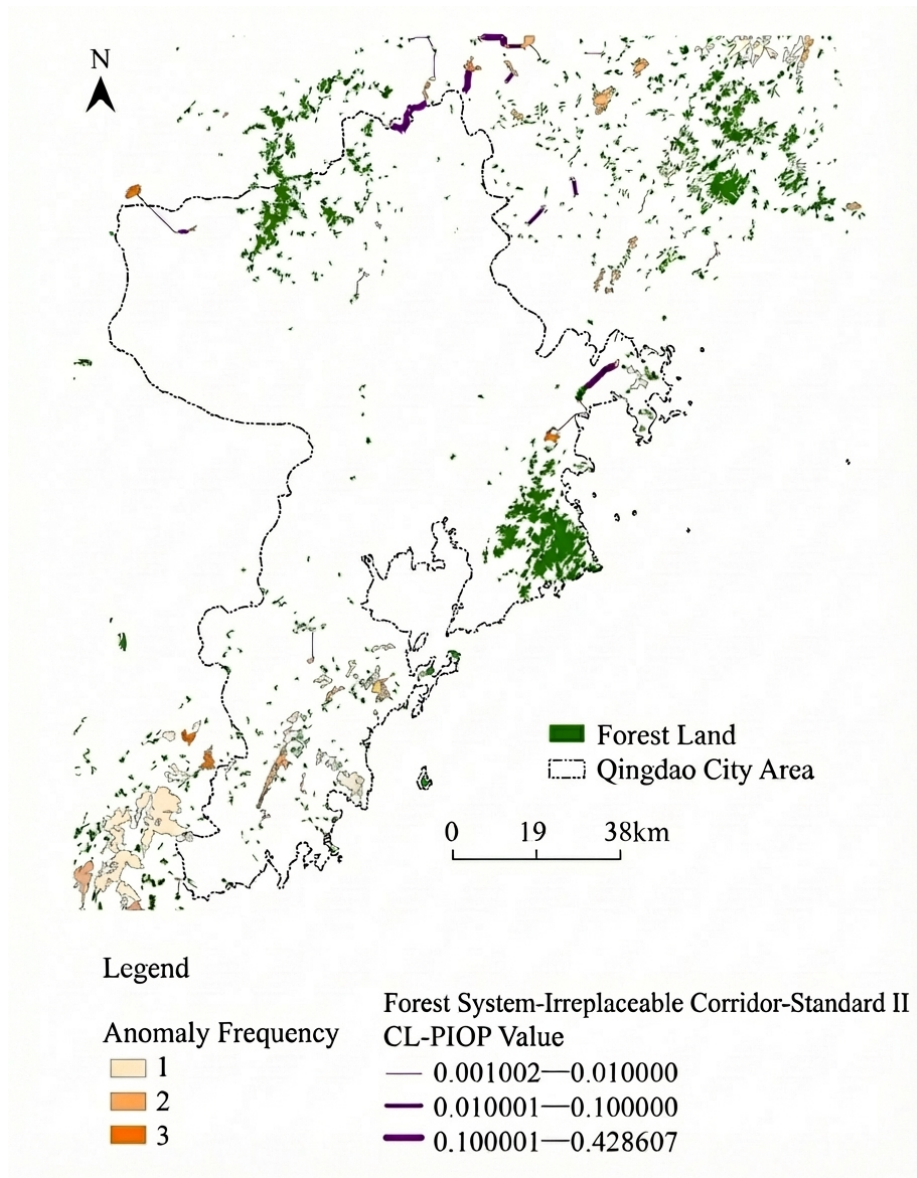 N
Forest Land
Qingdao City Area
0 19 38km
Legend
Anomaly Frequency
1
2
3
Forest System-Irreplaceable Corridor-Standard II
CL-PIOP Value
0.001002—0.010000
0.010001—0.100000
0.100001—0.428607